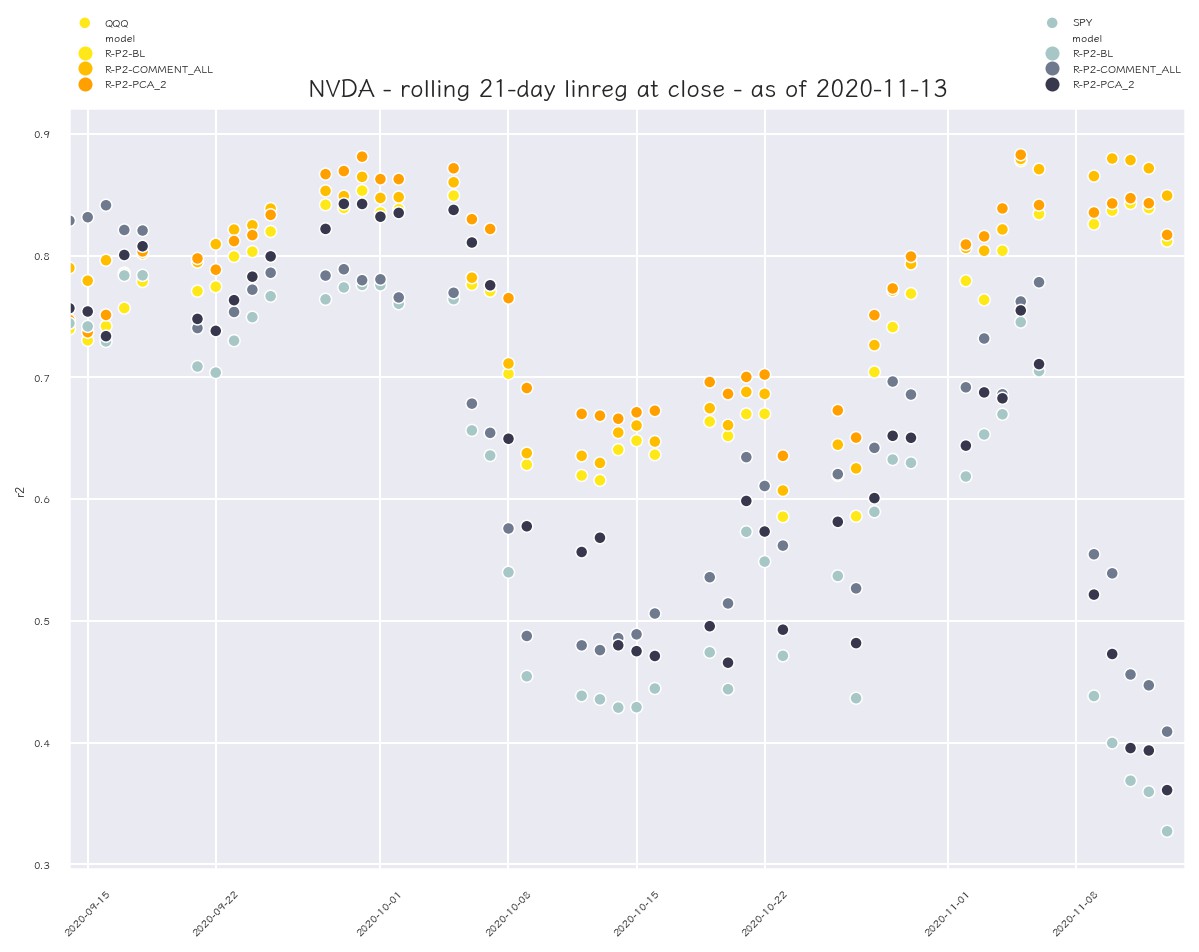 QQQ
model
R-P2-BL
R-P2-COMMENT_ALL
R-P2-PCA_2
SPY
model
R-P2-BL
R-P2-COMMENT_ALL
R-P2-PCA_2
NVDA - rolling 21-day linreg at close - as of 2020-11-13
0.9
0.8
0.7
0.6
0.5
0.4
0.3
r2
2020-09-15
2020-09-22
2020-10-01
2020-10-08
2020-10-15
2020-10-22
2020-11-01
2020-11-08